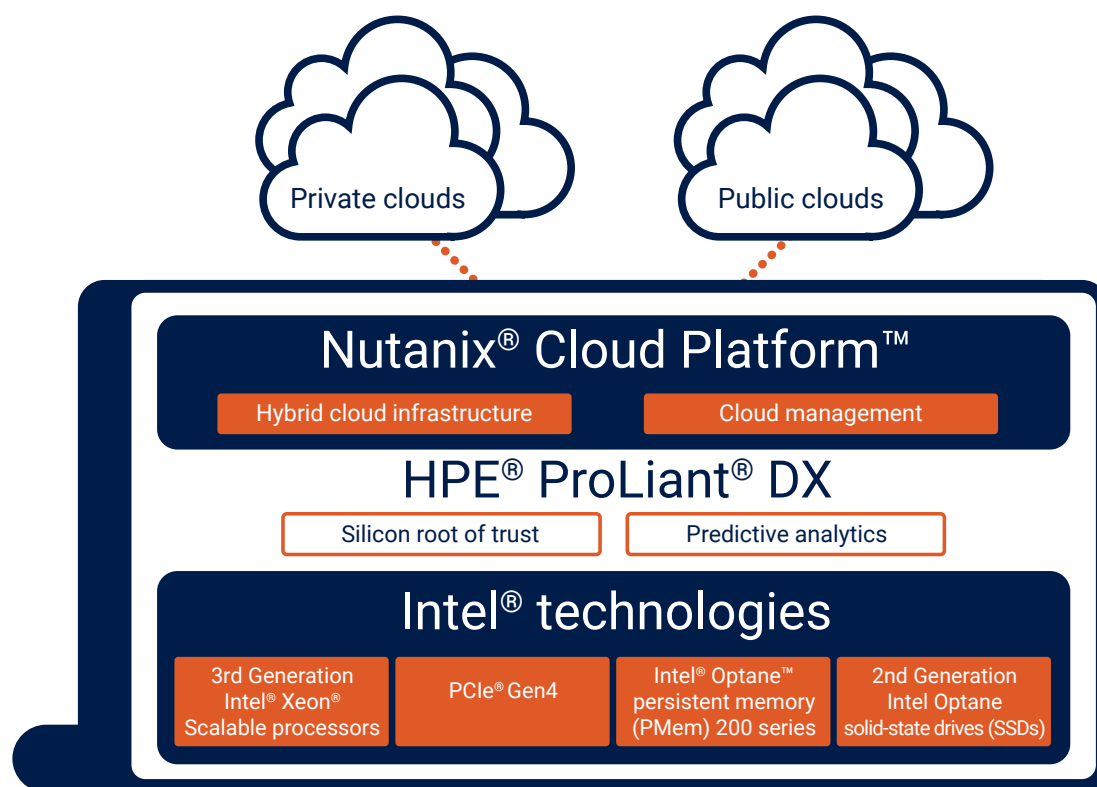 Private clouds
Public clouds
Nutanix® Cloud Platform™
Hybrid cloud infrastructure
Cloud management
HPE® ProLiant® DX
Silicon root of trust
Predictive analytics
Intel® technologies
3rd Generation
Intel® Xeon®
Scalable processors
PCIe® Gen4
Intel® Optane™
persistent memory
(PMem) 200 series
2nd Generation
Intel Optane
solid-state drives (SSDs)